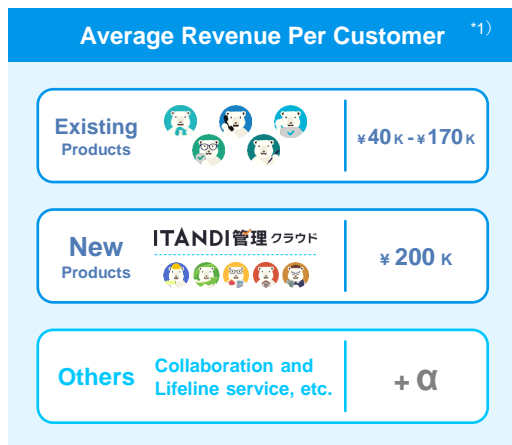 Average Revenue Per Customer *1）
Existing
Products
¥40K-¥170K
New
Products
ITANDI管理クラウド
¥ 200 K
Others
Collaboration and
Lifeline service, etc.
+ α